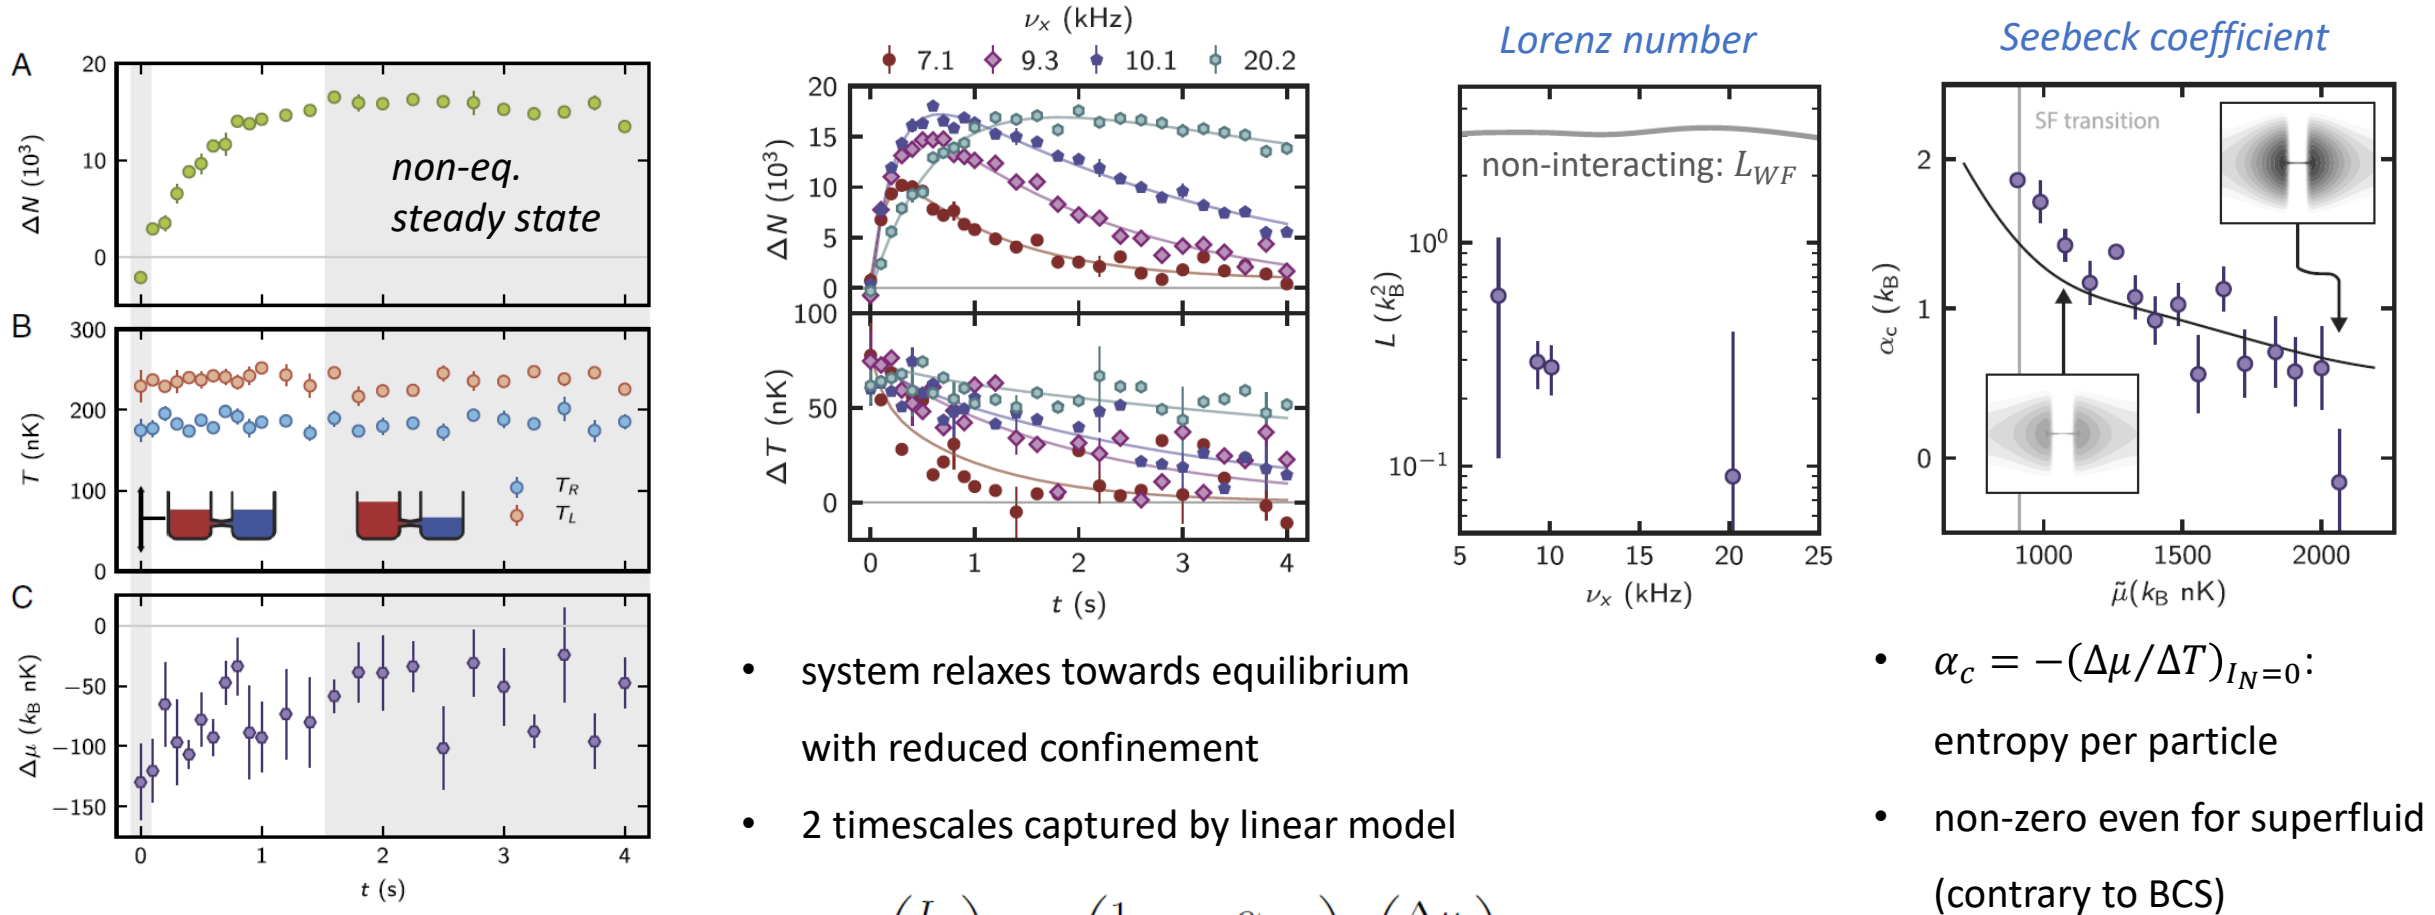 A
20
10
0
ΔN (10³)
non-eq.
steady state
B
300
200
100
0
T (nK)
T_R
T_L
C
0
−50
−100
−150
Δμ (k_B nK)
0 1 2 3 4
t (s)
ν_x (kHz)
7.1 9.3 10.1 20.2
20
15
10
5
0
ΔN (10³)
100
50
0
ΔT (nK)
0 1 2 3 4
t (s)
Lorenz number
non-interacting: L_WF
10⁰
10⁻¹
L (k_B²)
5 10 15 20 25
ν_x (kHz)
Seebeck coefficient
SF transition
2
1
0
α_c (k_B)
1000 1500 2000
μ̃(k_B nK)
• system relaxes towards equilibrium
with reduced confinement
• 2 timescales captured by linear model
• α_c = −(Δμ/ΔT)_{I_N=0}:
entropy per particle
• non-zero even for superfluid
(contrary to BCS)